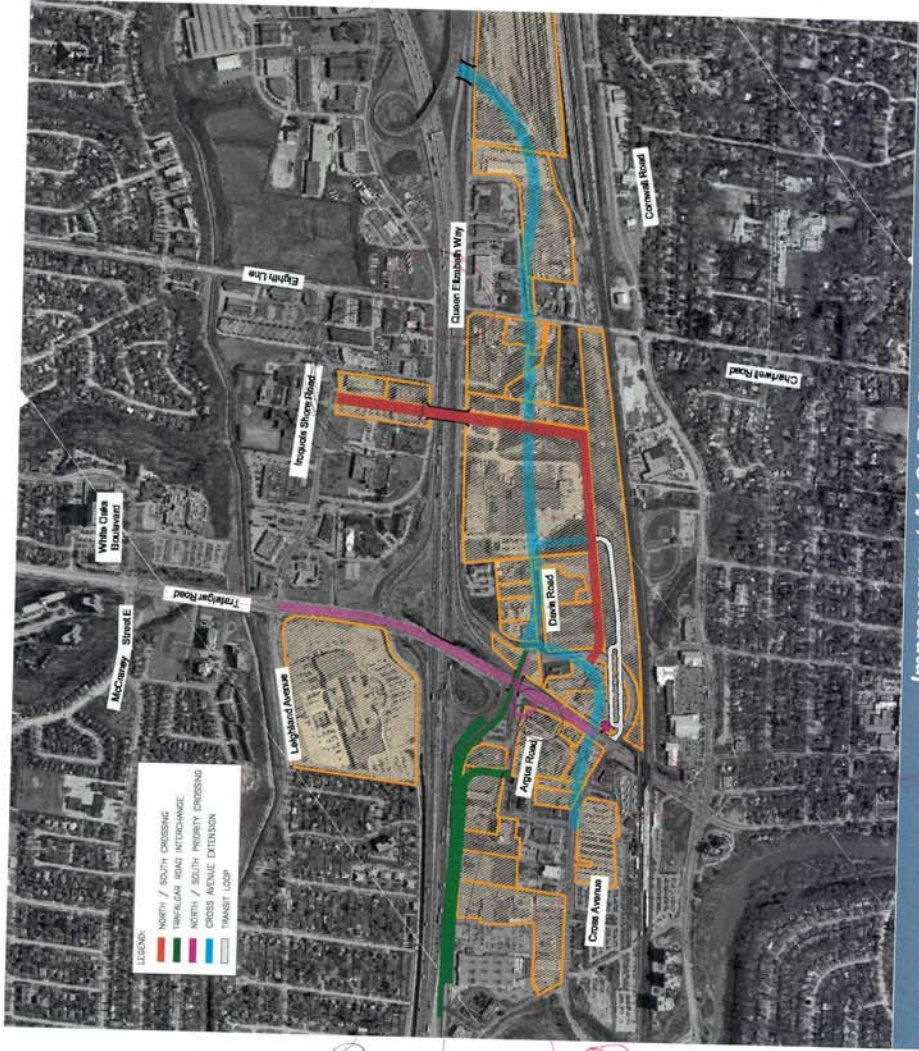 LEGEND:
NORTH / SOUTH CROSSING
TRAFALGAR ROAD INTERCHANGE
NORTH / SOUTH PRIORITY CROSSING
CROSS AVENUE EXTENSION
TRANSIT LOOP
White Oaks
Boulevard
McCraney Street E
Trafalgar Road
Leighland Avenue
Iroquois Shore Road
Eighth Line
Queen Elizabeth Way
Cornwall Road
Chartwell Road
Davis Road
Argus Road
Cross Avenue